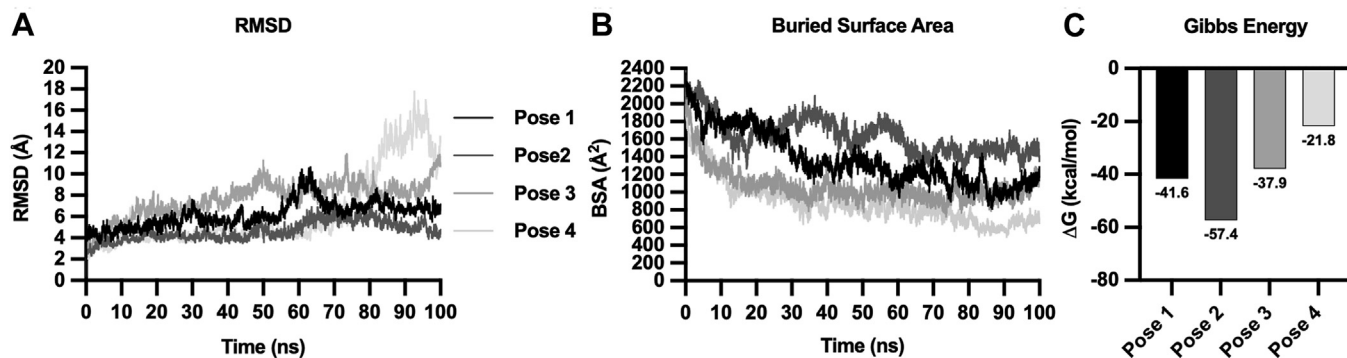 A
RMSD
RMSD (Å)
20
18
16
14
12
10
8
6
4
2
0
0 10 20 30 40 50 60 70 80 90 100
Time (ns)
Pose 1
Pose2
Pose 3
Pose 4
B
Buried Surface Area
BSA (Å²)
2400
2200
2000
1800
1600
1400
1200
1000
800
600
400
200
0
0 10 20 30 40 50 60 70 80 90 100
Time (ns)
C
Gibbs Energy
ΔG (kcal/mol)
0
-20
-40
-60
-80
-41.6
-57.4
-37.9
-21.8
Pose 1
Pose 2
Pose 3
Pose 4